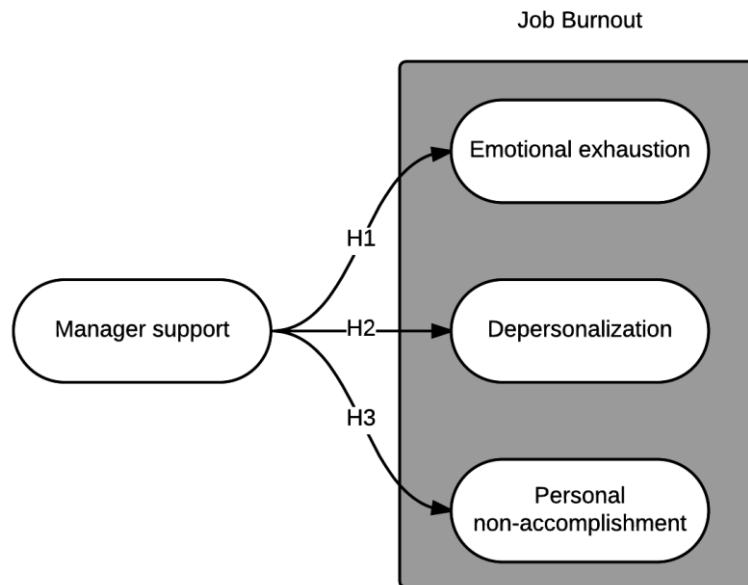 Job Burnout
Emotional exhaustion
H1
Manager support
H2
Depersonalization
H3
Personal
non-accomplishment